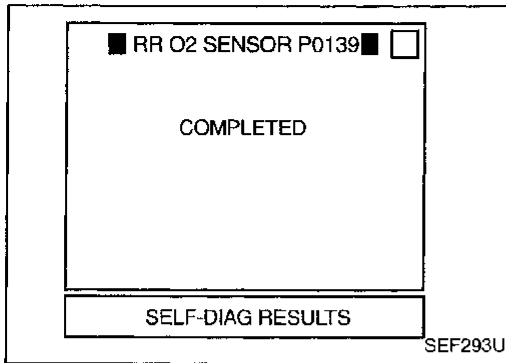 RR O2 SENSOR P0139
COMPLETED
SELF-DIAG RESULTS
SEF293U